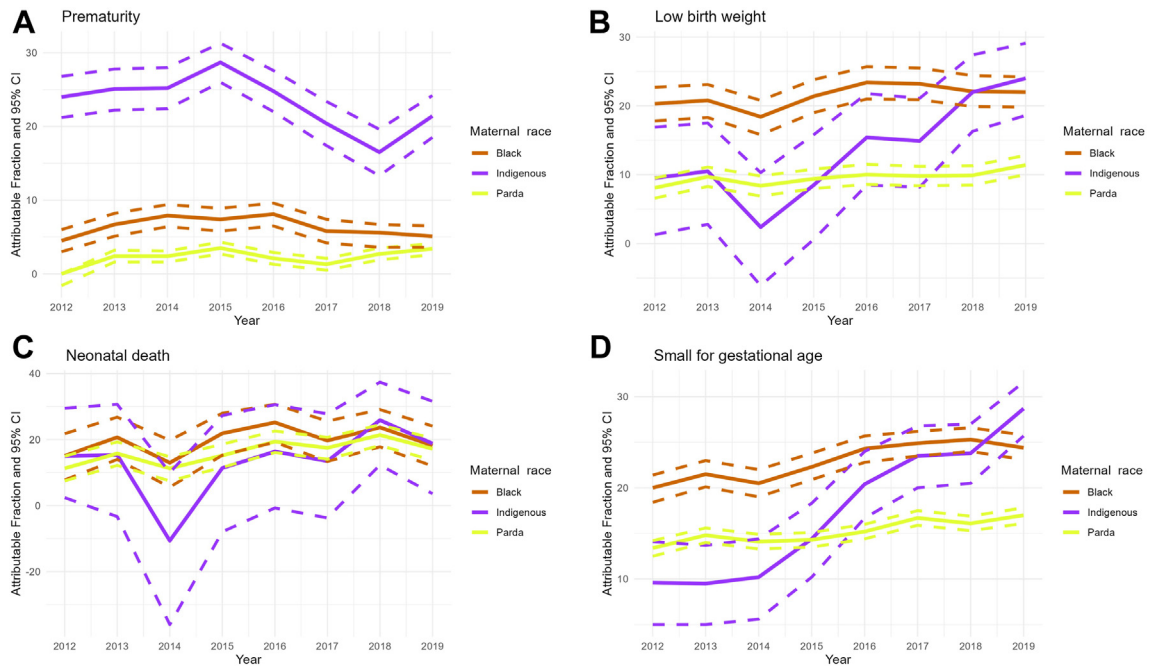 A Prematurity
Attributable Fraction and 95% CI
30
20
10
0
2012 2013 2014 2015 2016 2017 2018 2019
Year
Maternal race
Black
Indigenous
Parda
B Low birth weight
Attributable Fraction and 95% CI
30
20
10
0
2012 2013 2014 2015 2016 2017 2018 2019
Year
Maternal race
Black
Indigenous
Parda
C Neonatal death
Attributable Fraction and 95% CI
40
20
0
-20
2012 2013 2014 2015 2016 2017 2018 2019
Year
Maternal race
Black
Indigenous
Parda
D Small for gestational age
Attributable Fraction and 95% CI
30
20
10
2012 2013 2014 2015 2016 2017 2018 2019
Year
Maternal race
Black
Indigenous
Parda